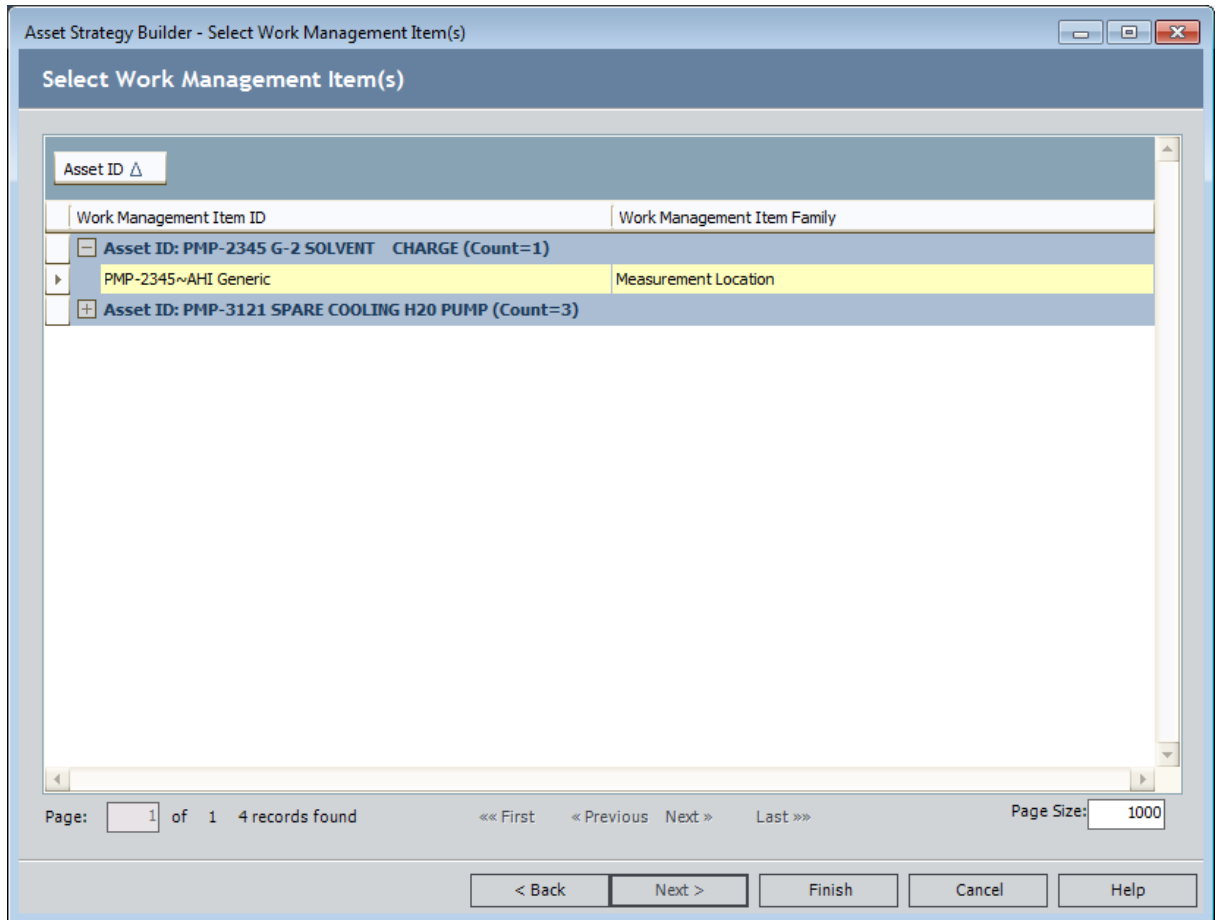 Asset Strategy Builder - Select Work Management Item(s)
Select Work Management Item(s)
Asset ID △
Work Management Item ID Work Management Item Family
Asset ID: PMP-2345 G-2 SOLVENT CHARGE (Count=1)
PMP-2345~AHI Generic Measurement Location
Asset ID: PMP-3121 SPARE COOLING H20 PUMP (Count=3)
Page: 1 of 1 4 records found «« First « Previous Next » Last »» Page Size: 1000
< Back Next > Finish Cancel Help